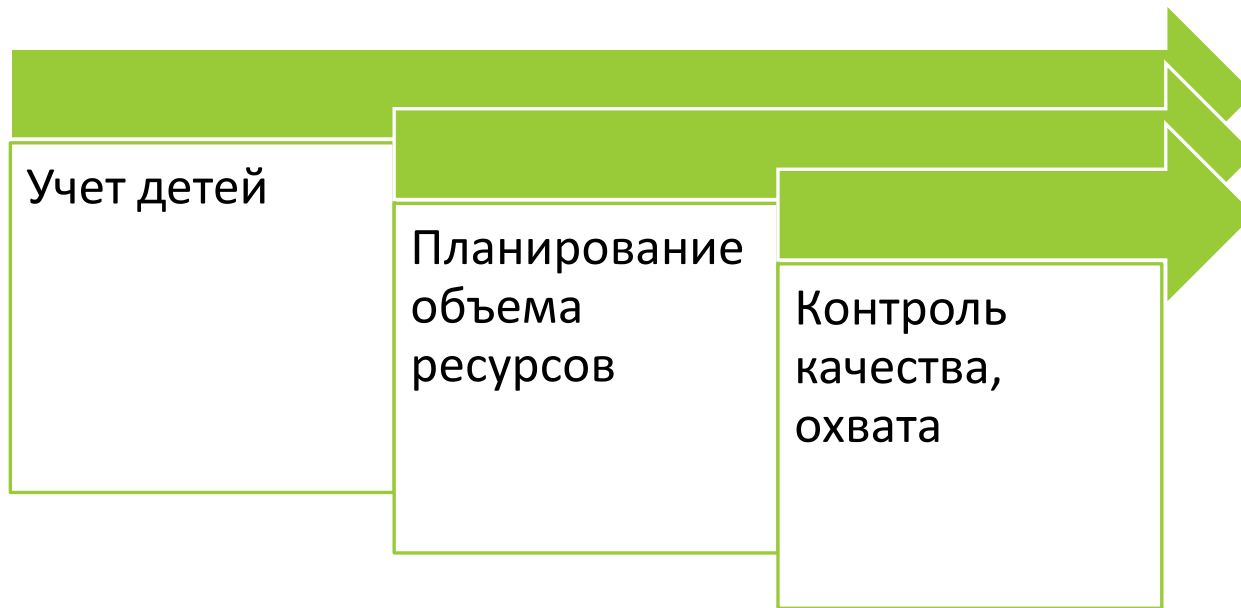 Учет детей
Планирование
объема
ресурсов
Контроль
качества,
охвата